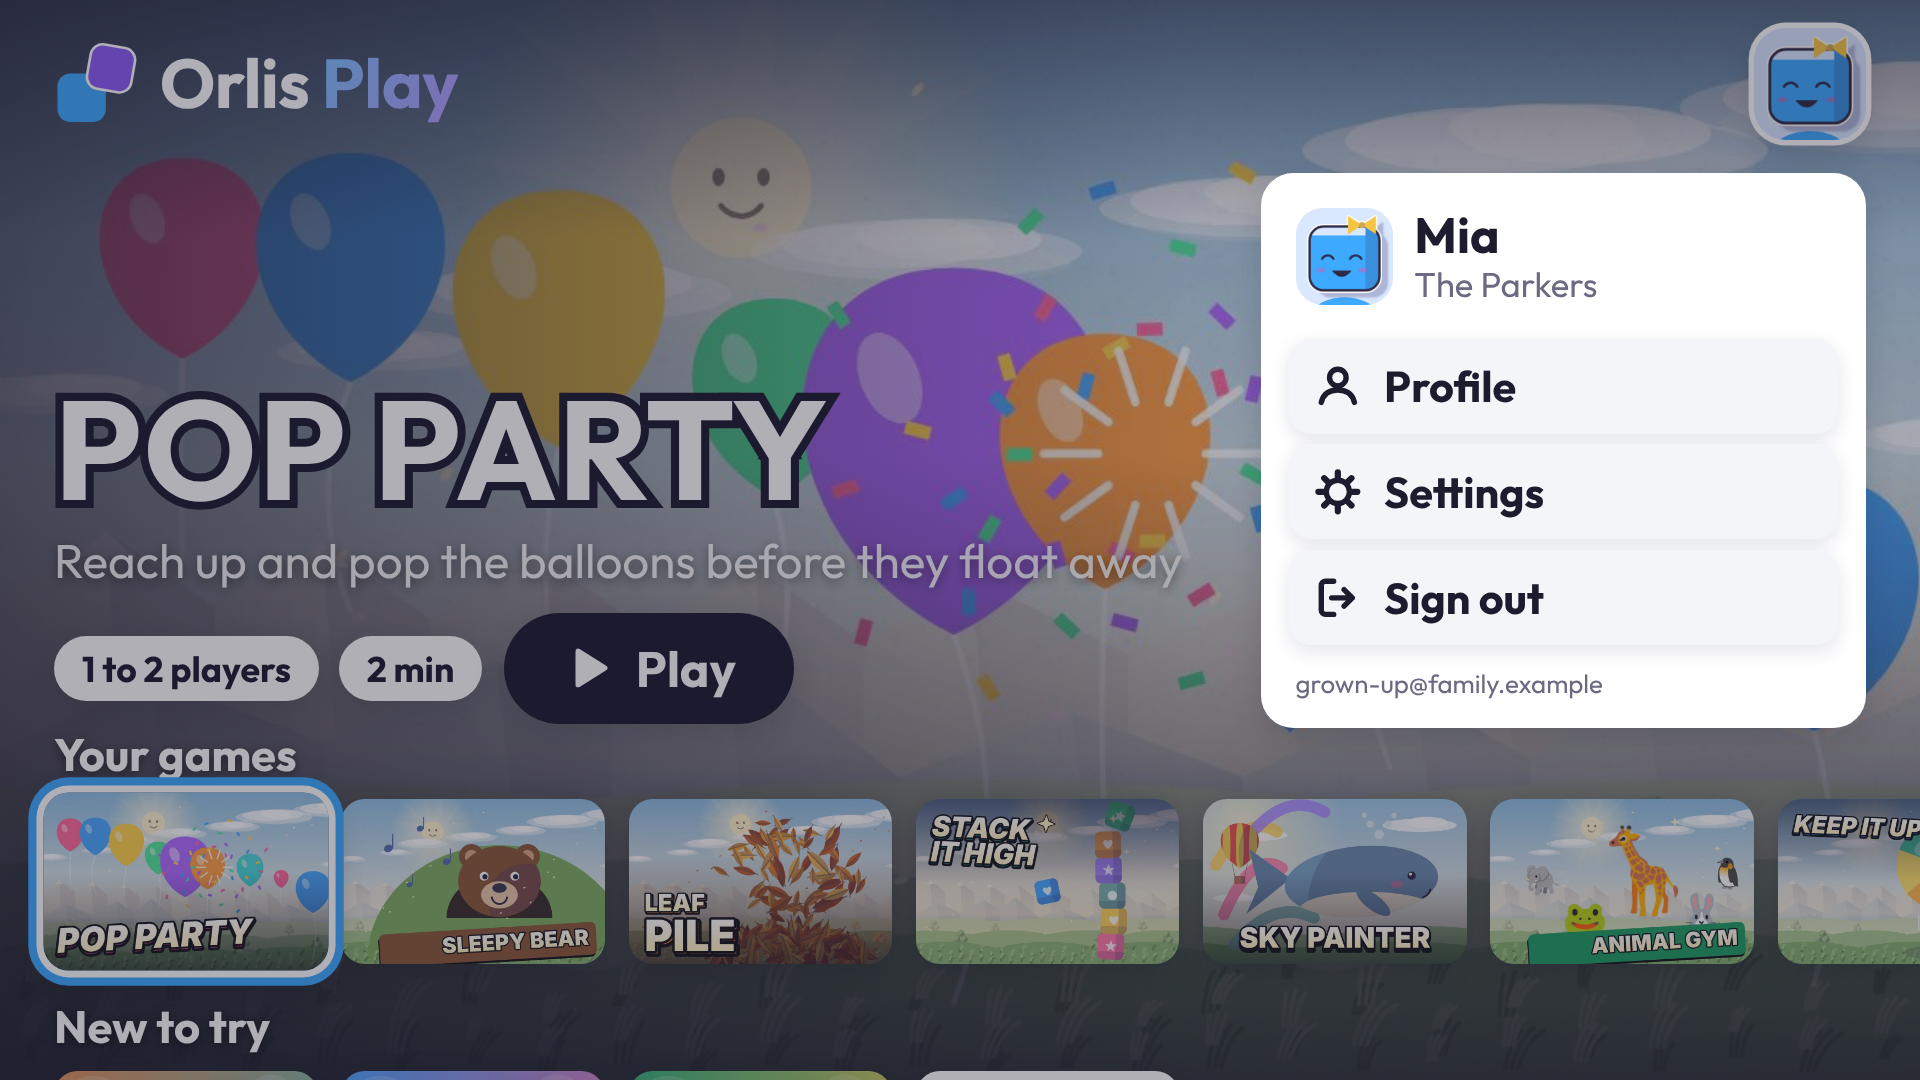 Orlis Play
Mia
The Parkers
Profile
Settings
Sign out
grown-up@family.example
POP PARTY
Reach up and pop the balloons before they float away
1 to 2 players
2 min
Play
Your games
POP PARTY
SLEEPY BEAR
LEAF
PILE
STACK
IT HIGH
SKY PAINTER
ANIMAL GYM
KEEP IT UP
New to try